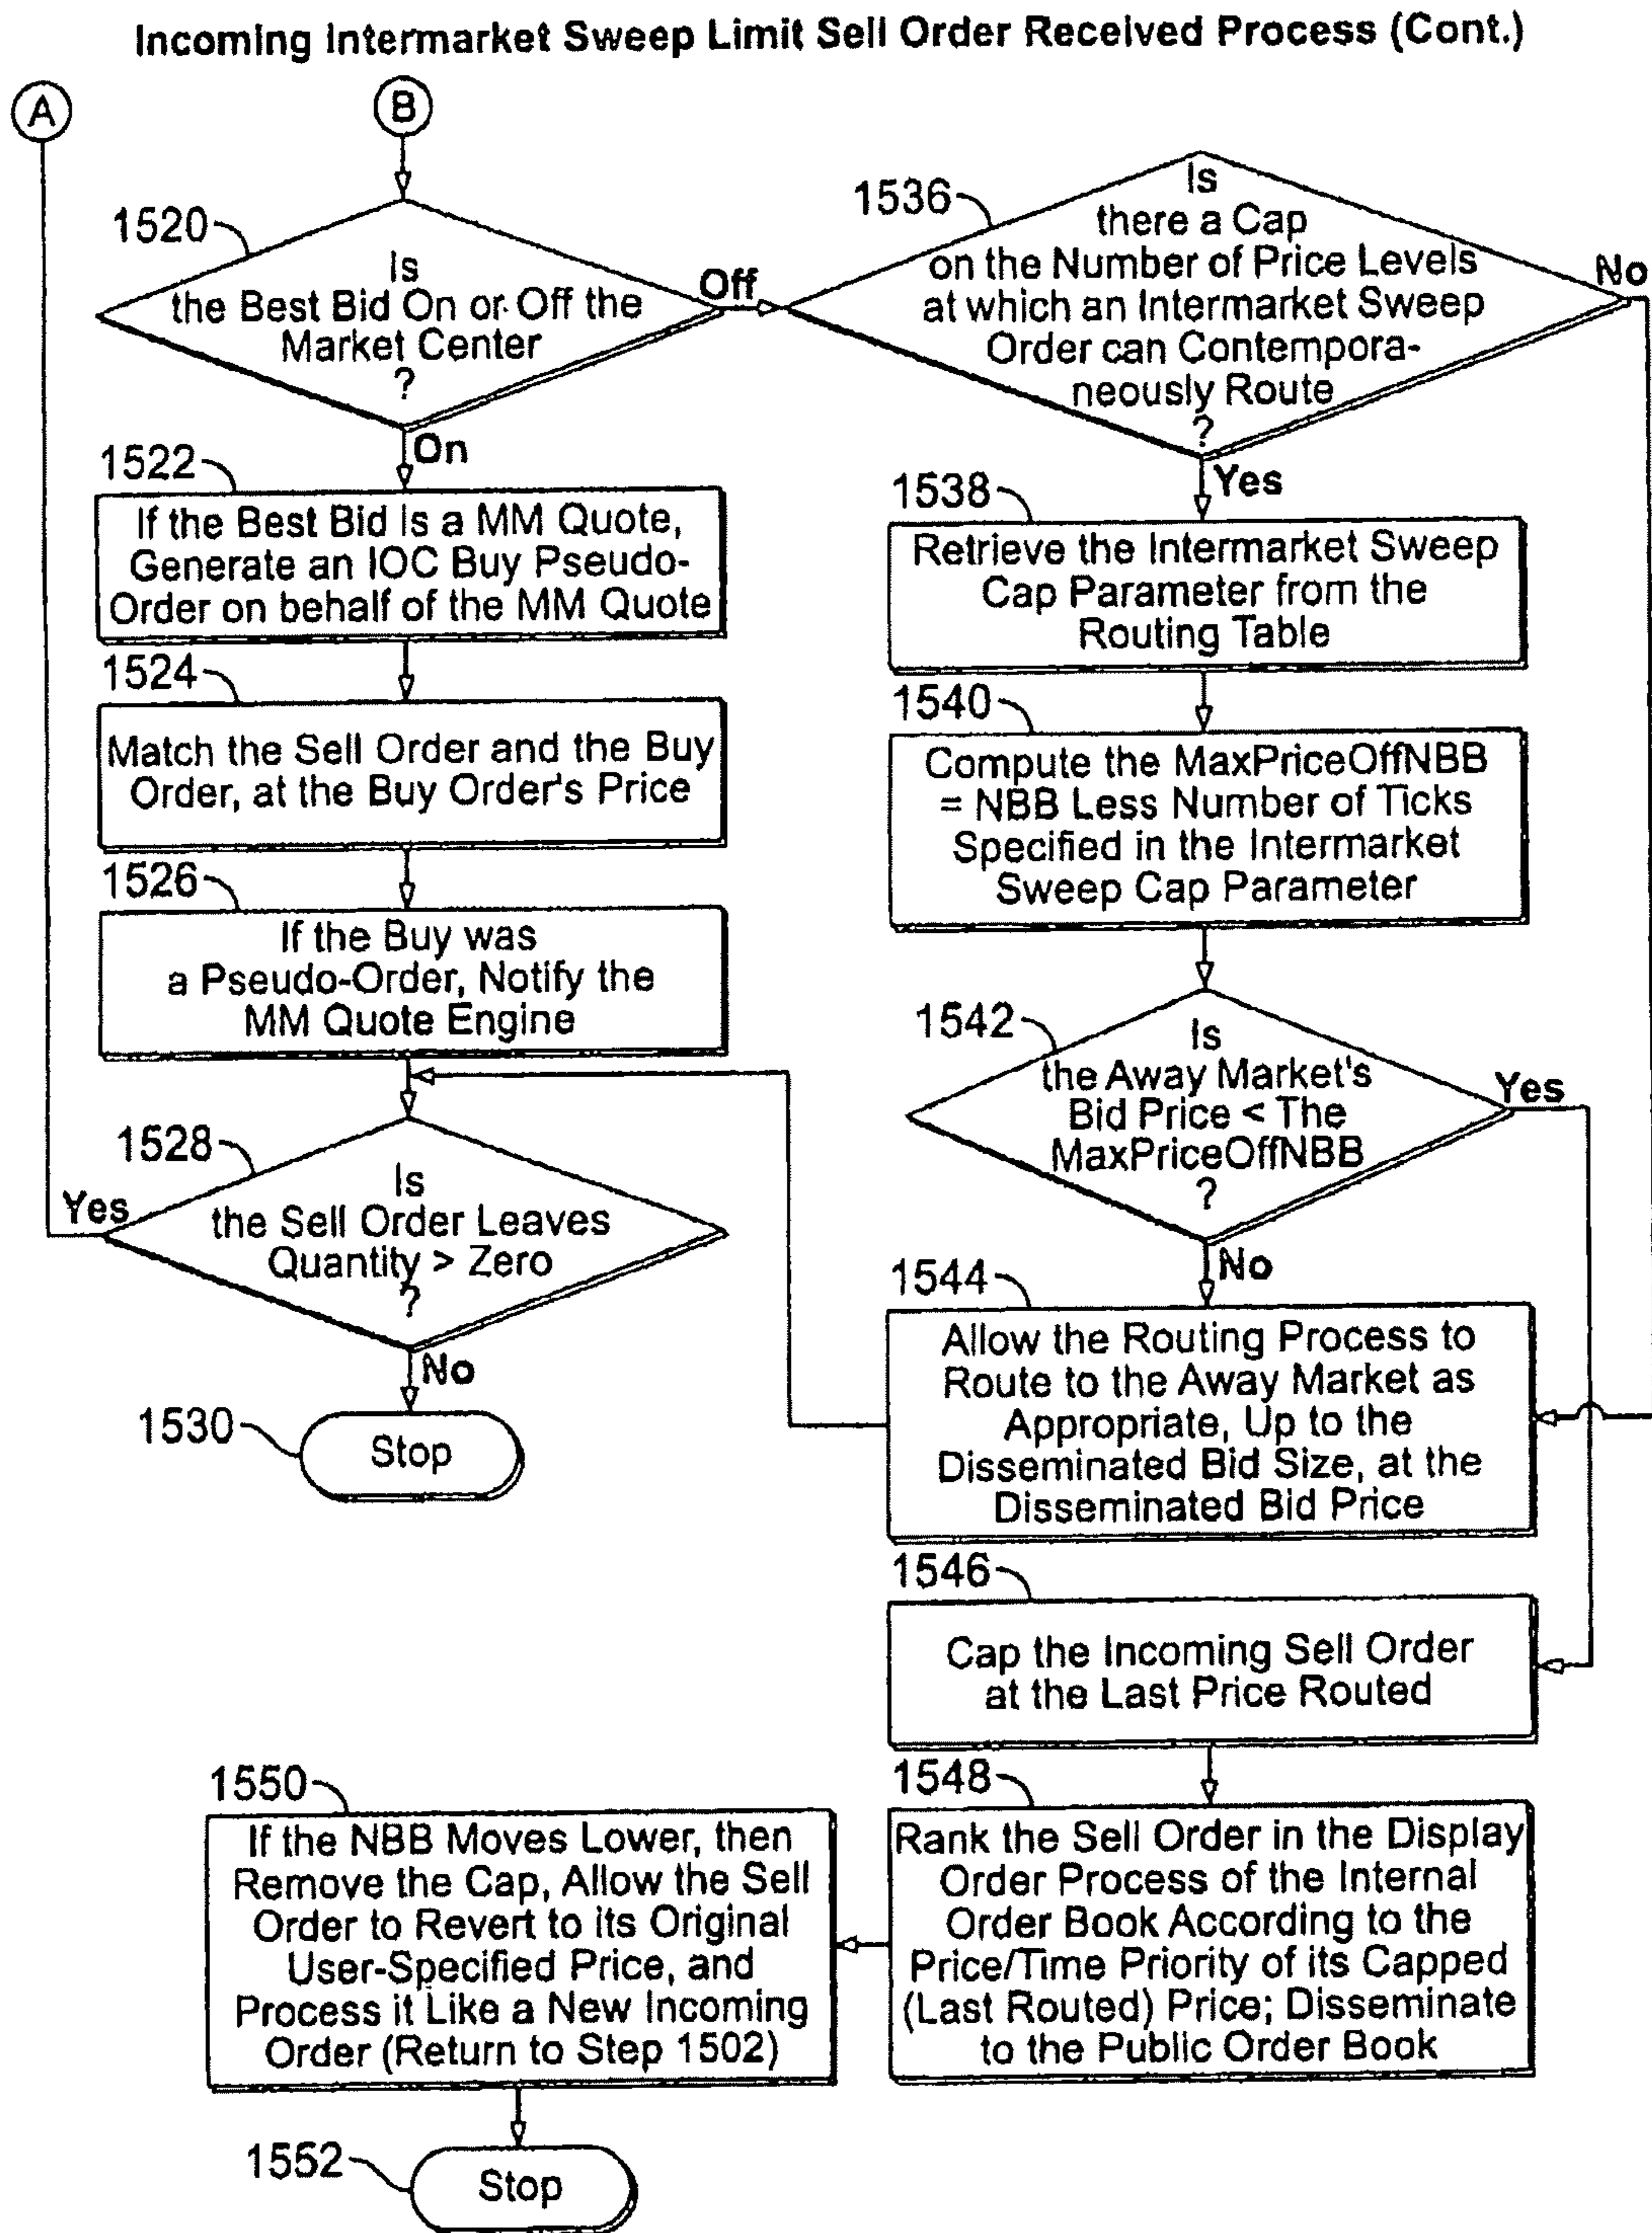 Incoming Intermarket Sweep Limit Sell Order Received Process (Cont.)
A
B
1520
Is
the Best Bid On or Off the
Market Center
?
Off
On
1522
If the Best Bid Is a MM Quote,
Generate an IOC Buy Pseudo-
Order on behalf of the MM Quote
1524
Match the Sell Order and the Buy
Order, at the Buy Order's Price
1526
If the Buy was
a Pseudo-Order, Notify the
MM Quote Engine
1528
Is
the Sell Order Leaves
Quantity > Zero
?
Yes
No
1530
Stop
1536
Is
there a Cap
on the Number of Price Levels
at which an Intermarket Sweep
Order can Contempora-
neously Route
?
No
Yes
1538
Retrieve the Intermarket Sweep
Cap Parameter from the
Routing Table
1540
Compute the MaxPriceOffNBB
= NBB Less Number of Ticks
Specified in the Intermarket
Sweep Cap Parameter
1542
Is
the Away Market's
Bid Price < The
MaxPriceOffNBB
?
Yes
No
1544
Allow the Routing Process to
Route to the Away Market as
Appropriate, Up to the
Disseminated Bid Size, at the
Disseminated Bid Price
1546
Cap the Incoming Sell Order
at the Last Price Routed
1548
Rank the Sell Order in the Display
Order Process of the Internal
Order Book According to the
Price/Time Priority of its Capped
(Last Routed) Price; Disseminate
to the Public Order Book
1550
If the NBB Moves Lower, then
Remove the Cap, Allow the Sell
Order to Revert to its Original
User-Specified Price, and
Process it Like a New Incoming
Order (Return to Step 1502)
1552
Stop